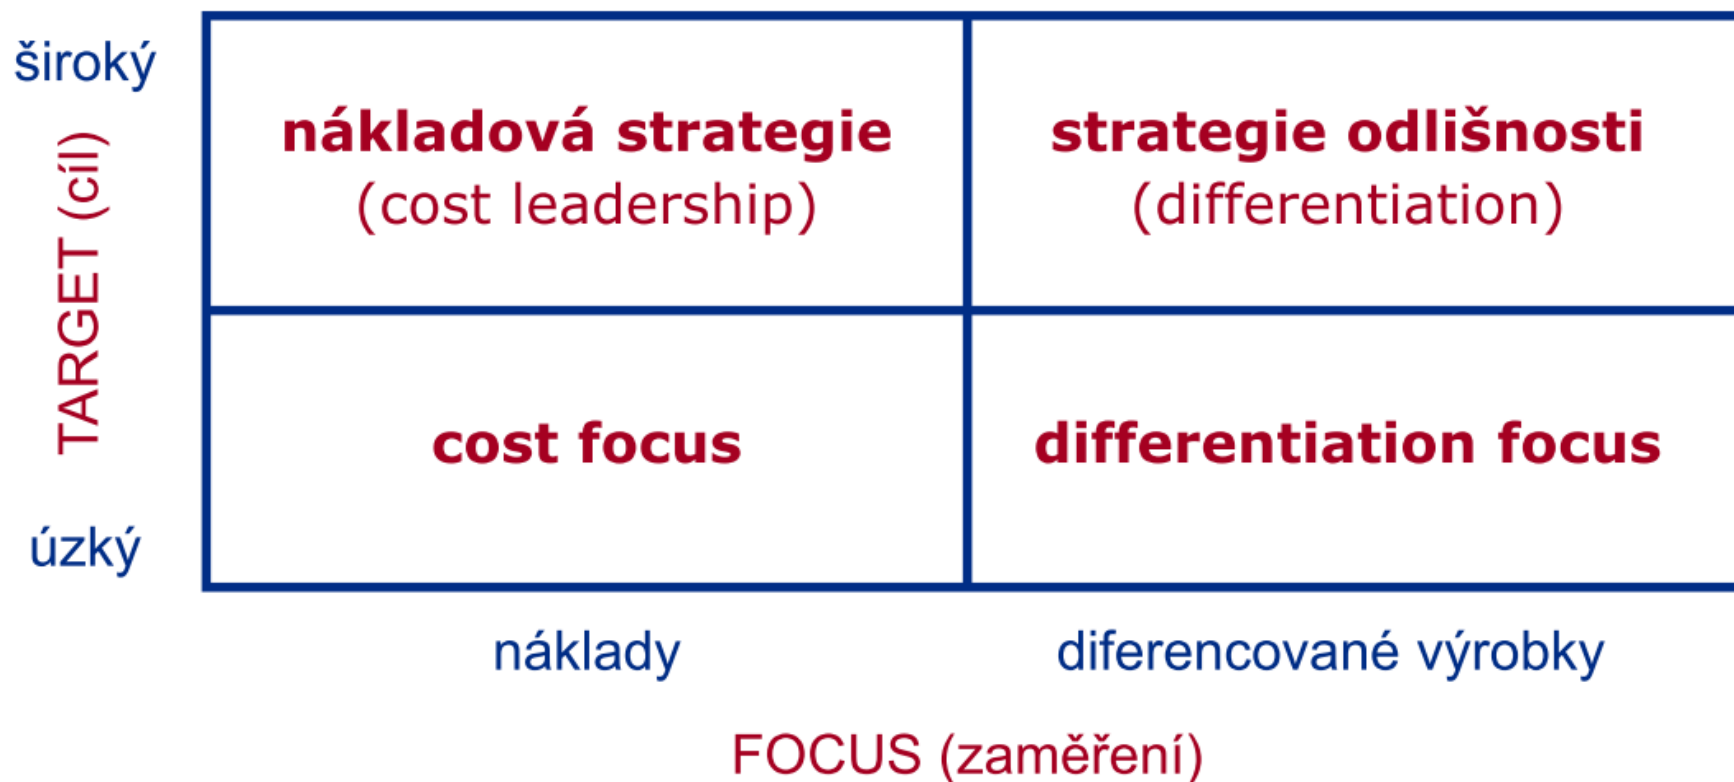 široký
TARGET (cíl)
úzký
nákladová strategie
(cost leadership)
strategie odlišnosti
(differentiation)
cost focus
differentiation focus
náklady
diferencované výrobky
FOCUS (zaměření)